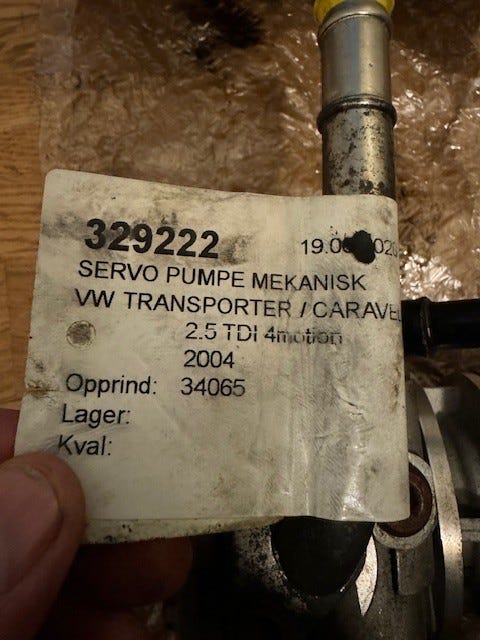 329222
SERVO PUMPE MEKANISK
VW TRANSPORTER / CARAVEL
2.5 TDI 4motion
2004
Opprind: 34065
Lager:
Kval: